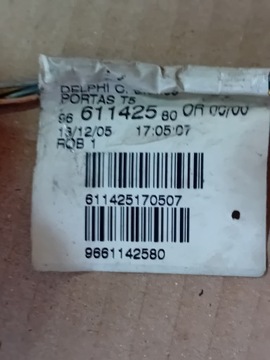 DELPHI C.
PORTAS T5
96 611425 80 OR 00/00
13/12/05 17:05:07
ROB 1
611425170507
9661142580